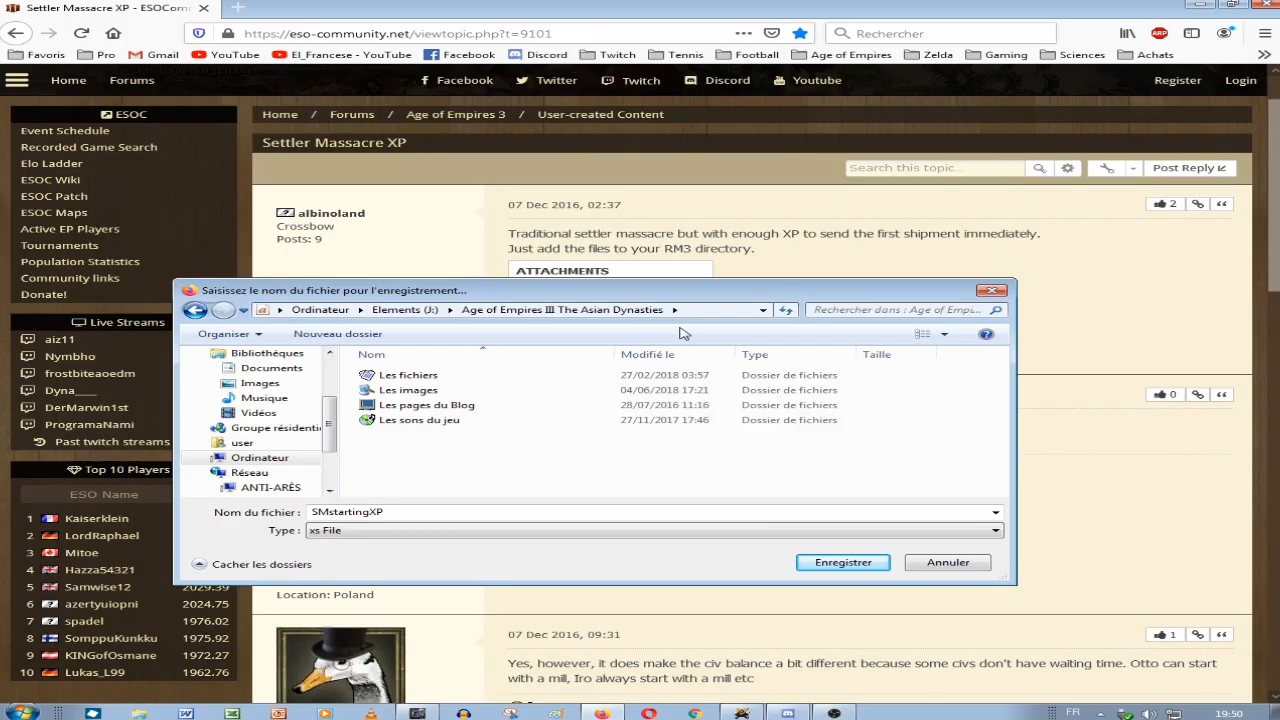 Settler Massacre XP - ESOComm
https://eso-community.net/viewtopic.php?t=9101
Rechercher
Favoris Pro Gmail YouTube El_Francese - YouTube Facebook Discord Twitch Tennis Football Age of Empires Zelda Gaming Sciences Achats
Home Forums Facebook Twitter Twitch Discord Youtube Register Login
ESOC
Event Schedule
Recorded Game Search
Elo Ladder
ESOC Wiki
ESOC Patch
ESOC Maps
Active EP Players
Tournaments
Population Statistics
Community links
Donate!
Live Streams
aiz11
Nymbho
frostbiteaoedm
Dyna___
DerMarwin1st
ProgramaNami
Past twitch streams
Top 10 Players
ESO Name
1 Kaiserklein
2 LordRaphael
3 Mitoe
4 Hazza54321
5 Samwise12 2029.39
6 azertyuiopni 2024.75
7 spadel 1976.02
8 SomppuKunkku 1975.92
9 KINGofOsmane 1972.27
10 Lukas_L99 1962.76
Home / Forums / Age of Empires 3 / User-created Content
Settler Massacre XP
Search this topic...
Post Reply
albinoland
Crossbow
Posts: 9
07 Dec 2016, 02:37
2
Traditional settler massacre but with enough XP to send the first shipment immediately.
Just add the files to your RM3 directory.
ATTACHMENTS
0
Saisissez le nom du fichier pour l'enregistrement...
Ordinateur Elements (J:) Age of Empires III The Asian Dynasties
Rechercher dans : Age of Empi...
Organiser Nouveau dossier
Bibliothèques
Documents
Images
Musique
Vidéos
Groupe résidenti
user
Ordinateur
Réseau
ANTI-ARÈS
Nom Modifié le Type Taille
Les fichiers 27/02/2018 03:57 Dossier de fichiers
Les images 04/06/2018 17:21 Dossier de fichiers
Les pages du Blog 28/07/2016 11:16 Dossier de fichiers
Les sons du jeu 27/11/2017 17:46 Dossier de fichiers
Nom du fichier : SMstartingXP
Type : xs File
Cacher les dossiers
Enregistrer Annuler
Location: Poland
07 Dec 2016, 09:31
1
Yes, however, it does make the civ balance a bit different because some civs don't have waiting time. Otto can start
with a mill, Iro always start with a mill etc
FR 19:50